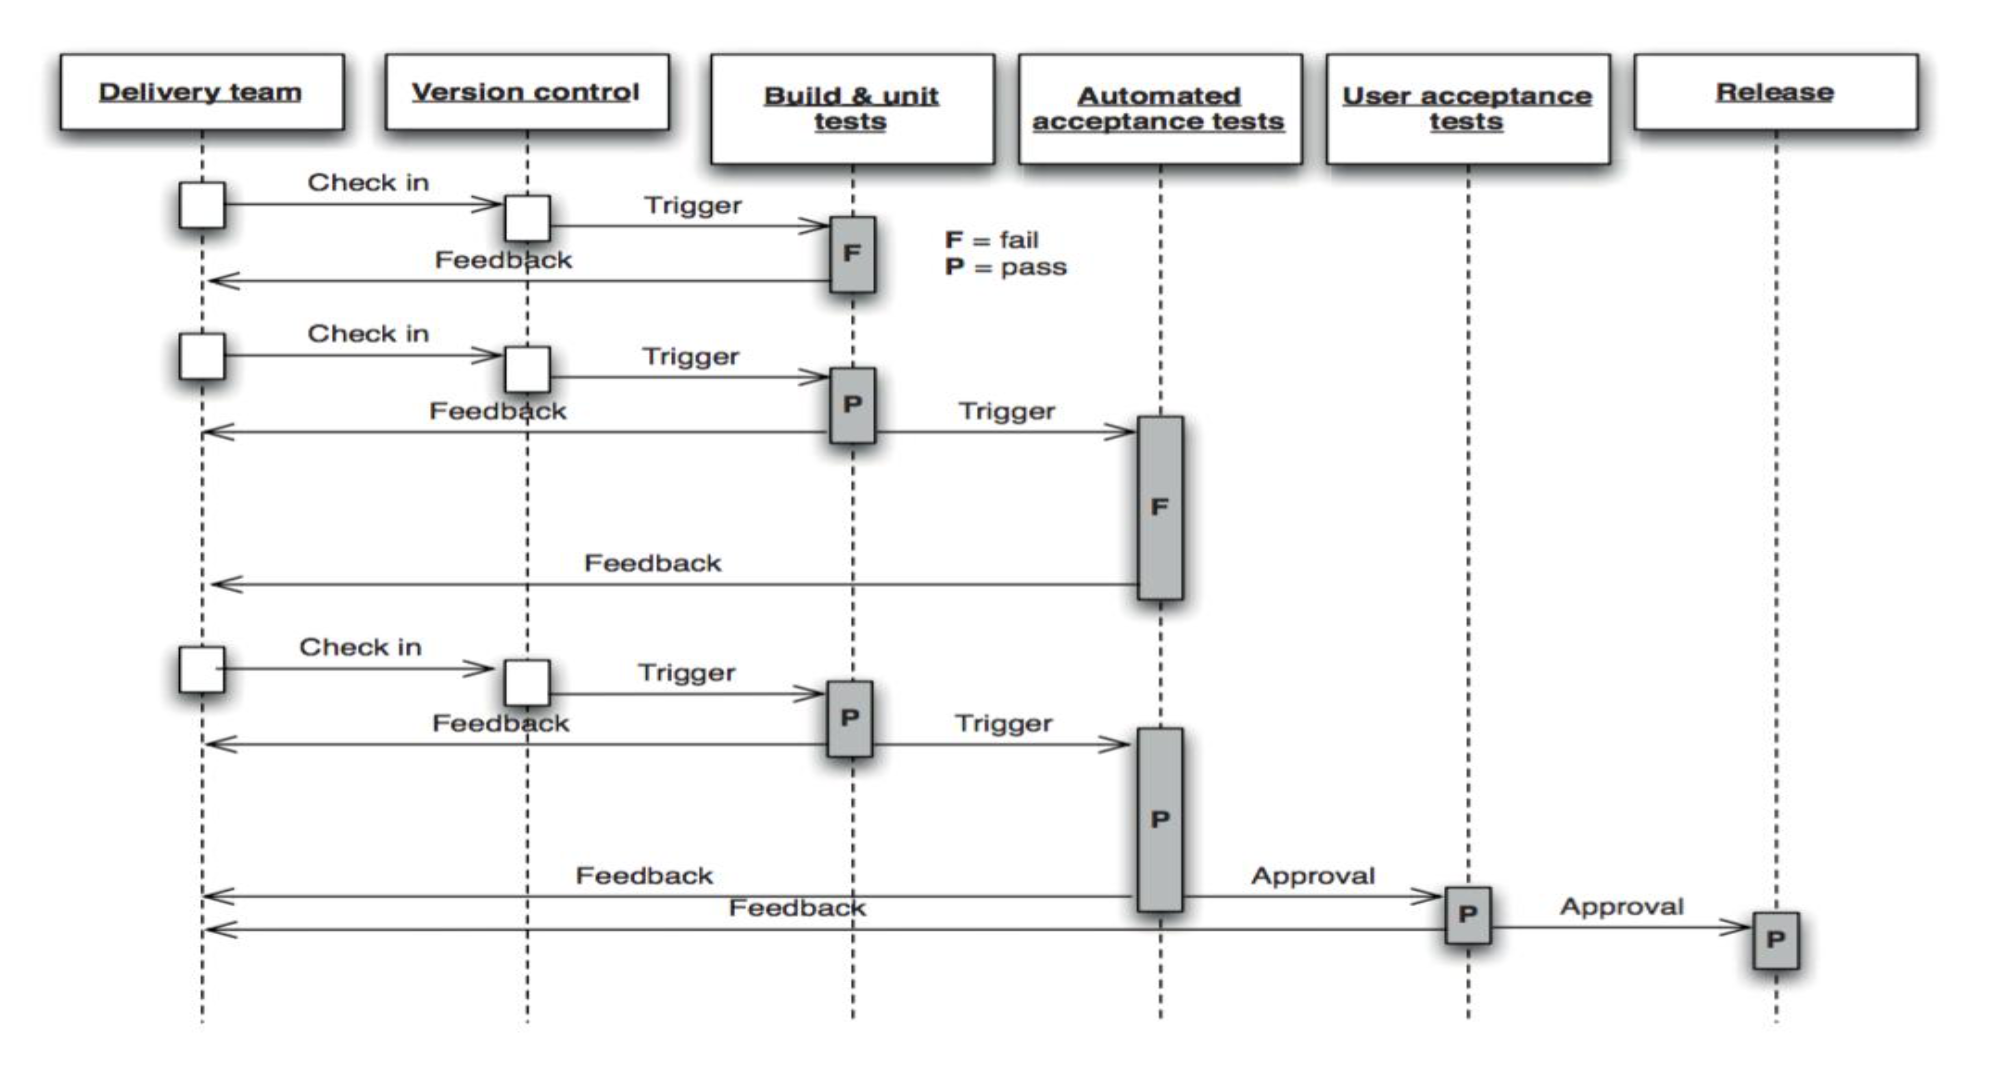 Delivery team
Version control
Build & unit
tests
Automated
acceptance tests
User acceptance
tests
Release
Check in
Trigger
F
F = fail
P = pass
Feedback
Check in
Trigger
P
Feedback
Trigger
F
Feedback
Check in
Trigger
P
Feedback
Trigger
P
Feedback
Approval
Feedback
P
Approval
P